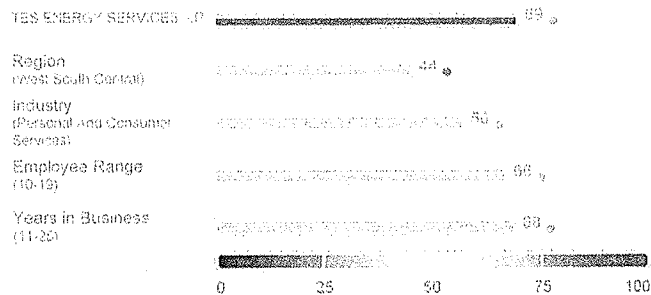 TES ENERGY SERVICES LP 69
Region 44
(West South Central)
Industry
(Personal And Consumer
Services)
Employee Range 66
(10-19)
Years in Business 68
(11-20)
0 25 50 75 100